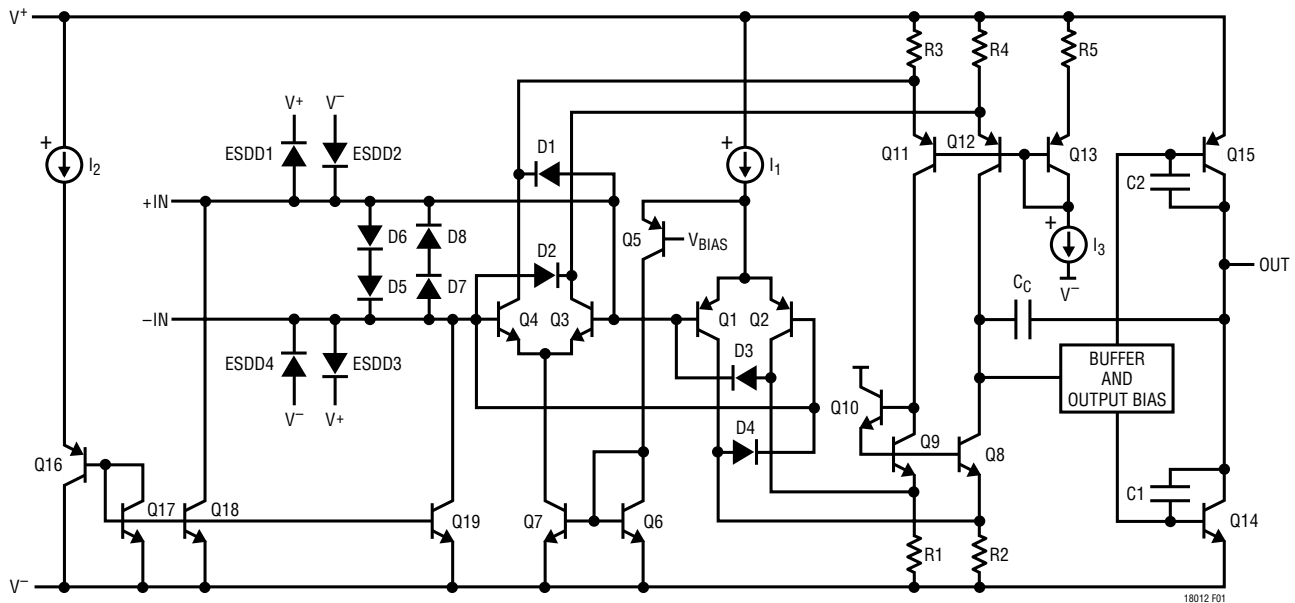 V+
R3
R4
R5
V+
V−
+
I2
ESDD1
ESDD2
D1
+
I1
Q11
Q12
Q13
Q15
C2
+IN
D6
D8
Q5
VBIAS
+
I3
V−
D2
OUT
D5
D7
CC
−IN
Q4
Q3
Q1
Q2
ESDD4
ESDD3
D3
BUFFER
AND
OUTPUT BIAS
V−
V+
Q10
D4
Q9
Q8
Q16
C1
Q17
Q18
Q19
Q7
Q6
Q14
R1
R2
V−
18012 F01